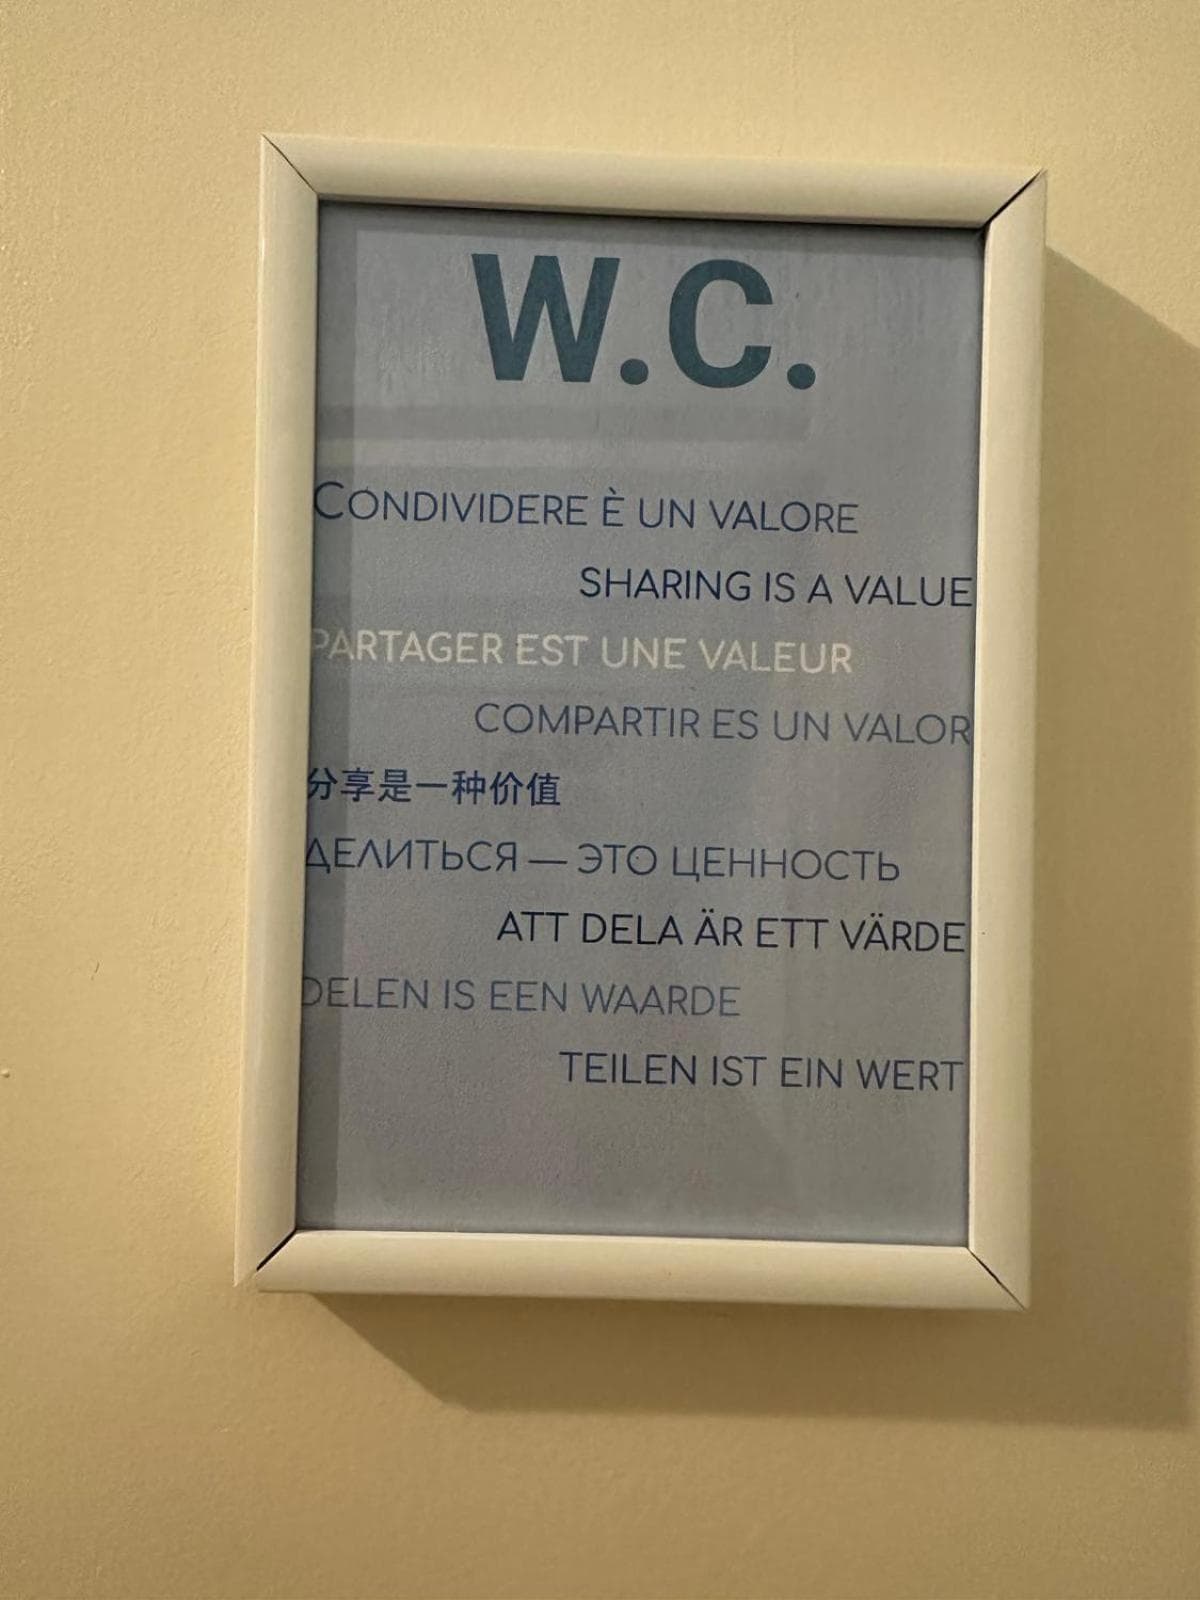 W.C.
CONDIVIDERE È UN VALORE
SHARING IS A VALUE
PARTAGER EST UNE VALEUR
COMPARTIR ES UN VALOR
分享是一种价值
ДЕЛИТЬСЯ — ЭТО ЦЕННОСТЬ
ATT DELA ÄR ETT VÄRDE
DELEN IS EEN WAARDE
TEILEN IST EIN WERT